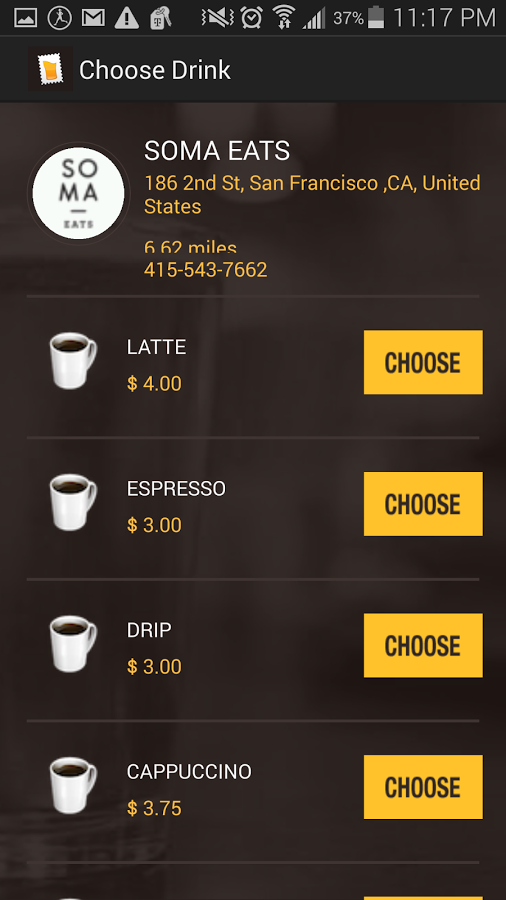 37% 11:17 PM
Choose Drink
SO
MA
EATS
SOMA EATS
186 2nd St, San Francisco ,CA, United
States
6.62 miles
415-543-7662
LATTE
$ 4.00
CHOOSE
ESPRESSO
$ 3.00
CHOOSE
DRIP
$ 3.00
CHOOSE
CAPPUCCINO
$ 3.75
CHOOSE